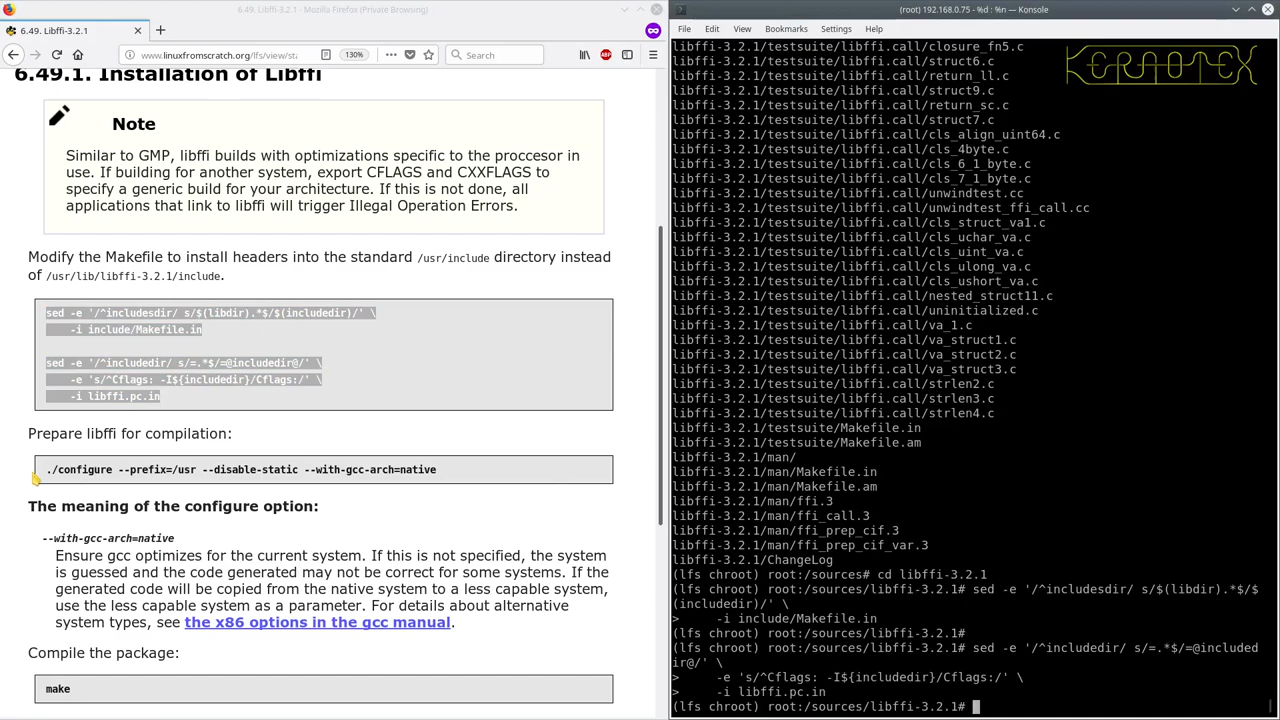 6.49. Libffi-3.2.1 - Mozilla Firefox (Private Browsing)
6.49. Libffi-3.2.1
www.linuxfromscratch.org/lfs/view/st
130%
Search
ABP
6.49.1. Installation of Libffi
Note
Similar to GMP, libffi builds with optimizations specific to the proccesor in
use. If building for another system, export CFLAGS and CXXFLAGS to
specify a generic build for your architecture. If this is not done, all
applications that link to libffi will trigger Illegal Operation Errors.
Modify the Makefile to install headers into the standard /usr/include directory instead
of /usr/lib/libffi-3.2.1/include.
sed -e '/^includesdir/ s/$(libdir).*$/$(includedir)/' \
-i include/Makefile.in
sed -e '/^includedir/ s/=.*$/=@includedir@/' \
-e 's/^Cflags: -I${includedir}/Cflags:/' \
-i libffi.pc.in
Prepare libffi for compilation:
./configure --prefix=/usr --disable-static --with-gcc-arch=native
The meaning of the configure option:
--with-gcc-arch=native
Ensure gcc optimzes for the current system. If this is not specified, the system
is guessed and the code generated may not be correct for some systems. If the
generated code will be copied from the native system to a less capable system,
use the less capable system as a parameter. For details about alternative
system types, see the x86 options in the gcc manual.
Compile the package:
make
(root) 192.168.0.75 - %d : %n — Konsole
File Edit View Bookmarks Settings Help
KERAOTEX
libffi-3.2.1/testsuite/libffi.call/closure_fn5.c
libffi-3.2.1/testsuite/libffi.call/struct6.c
libffi-3.2.1/testsuite/libffi.call/return_ll.c
libffi-3.2.1/testsuite/libffi.call/struct9.c
libffi-3.2.1/testsuite/libffi.call/return_sc.c
libffi-3.2.1/testsuite/libffi.call/struct7.c
libffi-3.2.1/testsuite/libffi.call/cls_align_uint64.c
libffi-3.2.1/testsuite/libffi.call/cls_4byte.c
libffi-3.2.1/testsuite/libffi.call/cls_6_1_byte.c
libffi-3.2.1/testsuite/libffi.call/cls_7_1_byte.c
libffi-3.2.1/testsuite/libffi.call/unwindtest.cc
libffi-3.2.1/testsuite/libffi.call/unwindtest_ffi_call.cc
libffi-3.2.1/testsuite/libffi.call/cls_struct_va1.c
libffi-3.2.1/testsuite/libffi.call/cls_uchar_va.c
libffi-3.2.1/testsuite/libffi.call/cls_uint_va.c
libffi-3.2.1/testsuite/libffi.call/cls_ulong_va.c
libffi-3.2.1/testsuite/libffi.call/cls_ushort_va.c
libffi-3.2.1/testsuite/libffi.call/nested_struct11.c
libffi-3.2.1/testsuite/libffi.call/uninitialized.c
libffi-3.2.1/testsuite/libffi.call/va_1.c
libffi-3.2.1/testsuite/libffi.call/va_struct1.c
libffi-3.2.1/testsuite/libffi.call/va_struct2.c
libffi-3.2.1/testsuite/libffi.call/va_struct3.c
libffi-3.2.1/testsuite/libffi.call/strlen2.c
libffi-3.2.1/testsuite/libffi.call/strlen3.c
libffi-3.2.1/testsuite/libffi.call/strlen4.c
libffi-3.2.1/testsuite/Makefile.in
libffi-3.2.1/testsuite/Makefile.am
libffi-3.2.1/man/
libffi-3.2.1/man/Makefile.in
libffi-3.2.1/man/Makefile.am
libffi-3.2.1/man/ffi.3
libffi-3.2.1/man/ffi_call.3
libffi-3.2.1/man/ffi_prep_cif.3
libffi-3.2.1/man/ffi_prep_cif_var.3
libffi-3.2.1/ChangeLog
(lfs chroot) root:/sources# cd libffi-3.2.1
(lfs chroot) root:/sources/libffi-3.2.1# sed -e '/^includesdir/ s/$(libdir).*$/$
(includedir)/' \
>     -i include/Makefile.in
(lfs chroot) root:/sources/libffi-3.2.1#
(lfs chroot) root:/sources/libffi-3.2.1# sed -e '/^includedir/ s/=.*$/=@included
ir@/' \
>     -e 's/^Cflags: -I${includedir}/Cflags:/' \
>     -i libffi.pc.in
(lfs chroot) root:/sources/libffi-3.2.1#